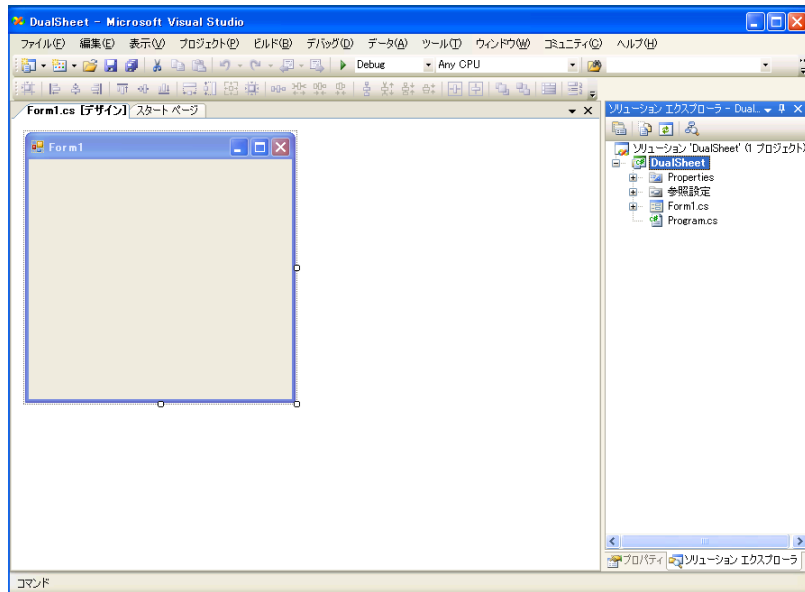 DualSheet - Microsoft Visual Studio
ファイル(F) 編集(E) 表示(V) プロジェクト(P) ビルド(B) デバッグ(D) データ(A) ツール(T) ウィンドウ(W) コミュニティ(C) ヘルプ(H)
Debug Any CPU
Form1.cs [デザイン] スタート ページ
Form1
ソリューション エクスプローラ - Dual...
ソリューション 'DualSheet' (1 プロジェクト)
DualSheet
Properties
参照設定
Form1.cs
Program.cs
プロパティ ソリューション エクスプローラ
コマンド